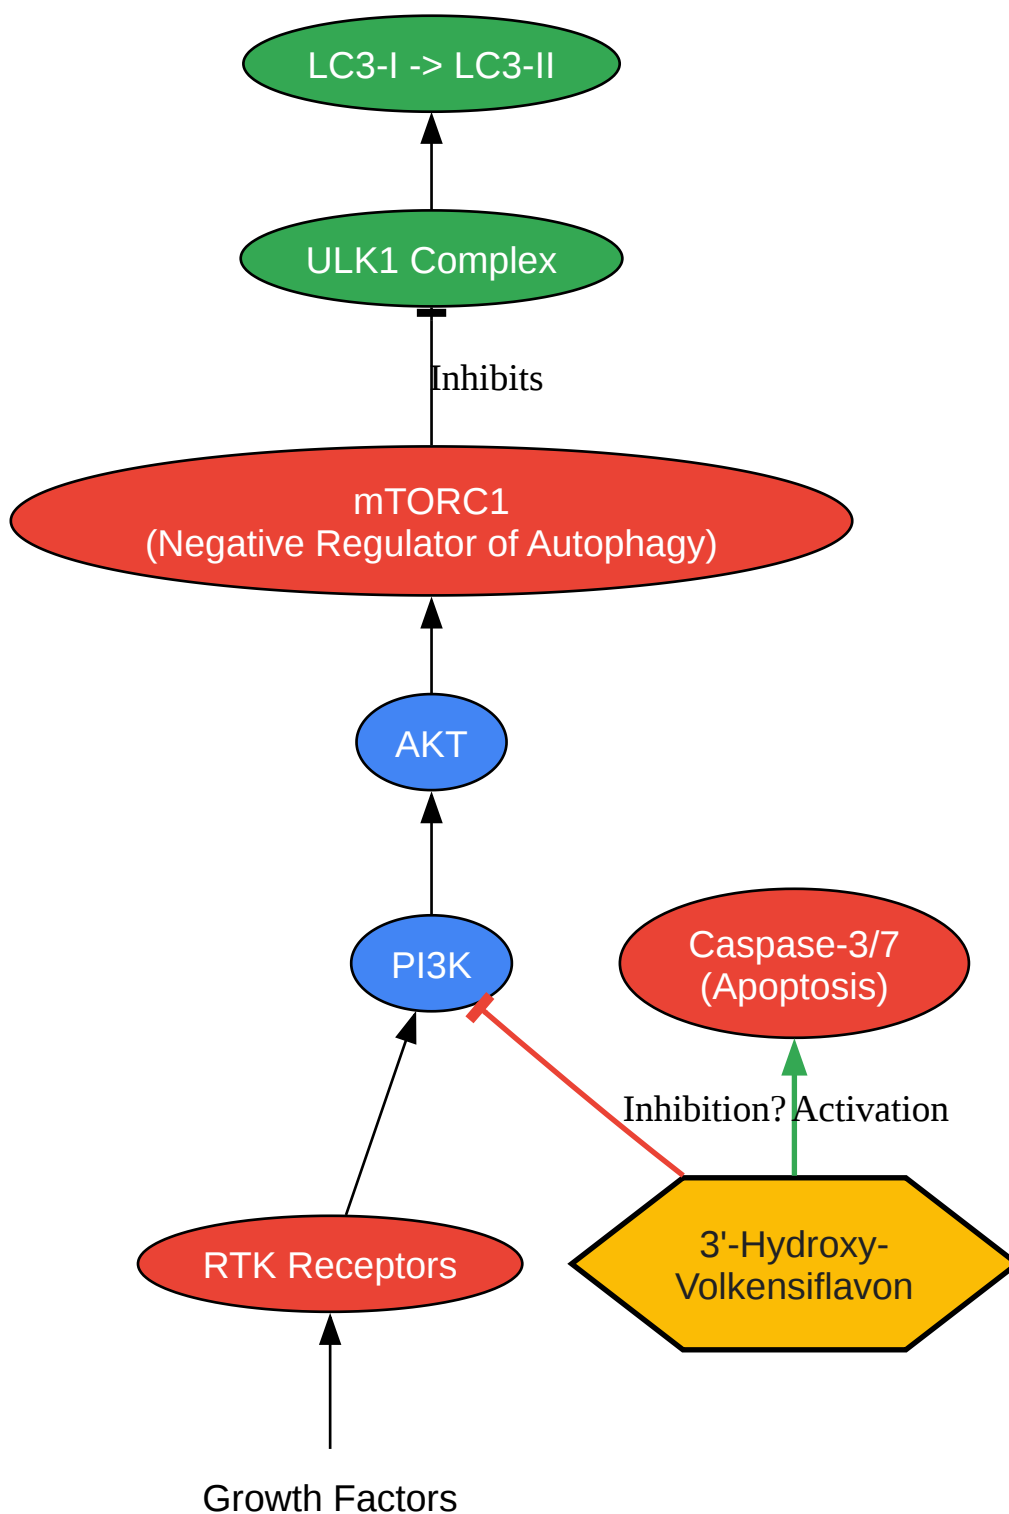 LC3-I -> LC3-II
ULK1 Complex
Inhibits
mTORC1
(Negative Regulator of Autophagy)
AKT
PI3K
Caspase-3/7
(Apoptosis)
Inhibition?
Activation
RTK Receptors
3'-Hydroxy-
Volkensiflavon
Growth Factors